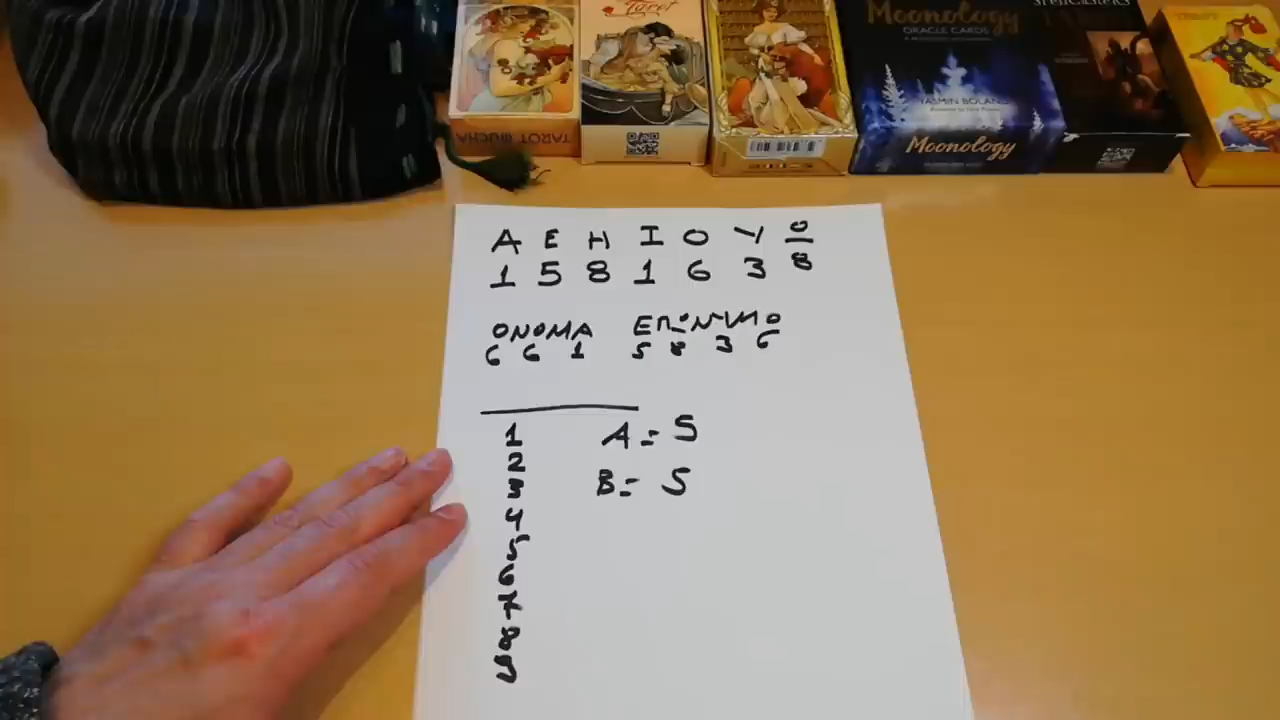 Tarot
Moonology
ORACLE CARDS
YASMIN BOLAND
Moonology
TAROT MUCHA
Α Ε Η Ι Ο Υ Ω
1 5 8 1 6 3 8
ΟΝΟΜΑ ΕΠΩΝΥΜΟ
6 6 1 5 8 3 6
1 Α = 5
2
3 Β = 5
4
5
6
7
8
9